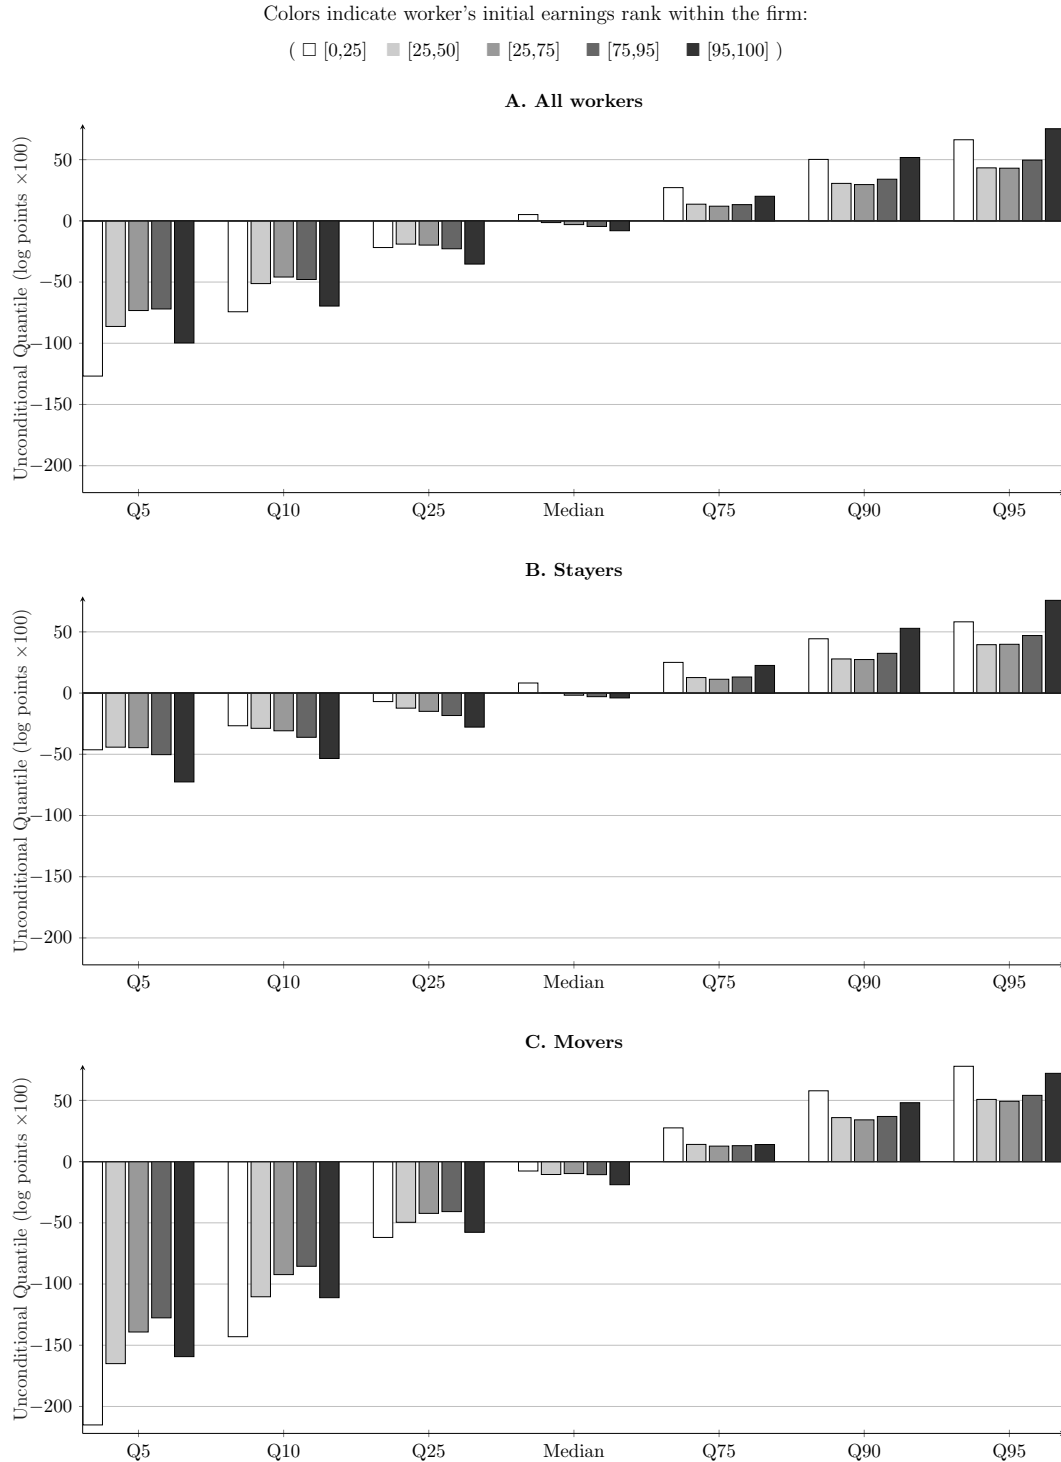 Colors indicate worker's initial earnings rank within the firm:
( [0,25] [25,50] [25,75] [75,95] [95,100] )
A. All workers
Unconditional Quantile (log points ×100)
50
0
−50
−100
−150
−200
Q5 Q10 Q25 Median Q75 Q90 Q95
B. Stayers
Unconditional Quantile (log points ×100)
50
0
−50
−100
−150
−200
Q5 Q10 Q25 Median Q75 Q90 Q95
C. Movers
Unconditional Quantile (log points ×100)
50
0
−50
−100
−150
−200
Q5 Q10 Q25 Median Q75 Q90 Q95